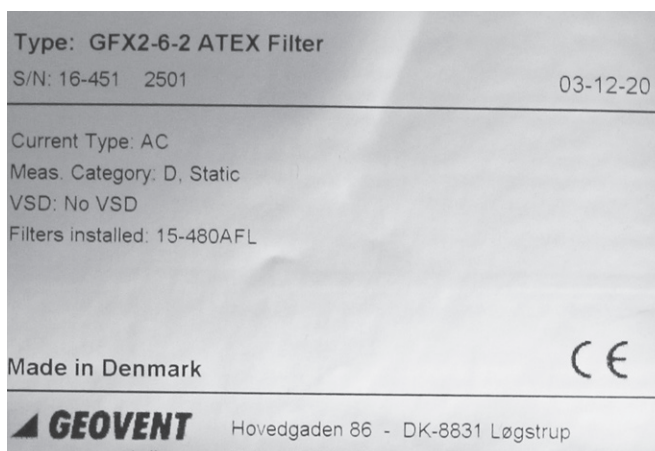 Type: GFX2-6-2 ATEX Filter
S/N: 16-451 2501
03-12-20
Current Type: AC
Meas. Category: D, Static
VSD: No VSD
Filters installed: 15-480AFL
Made in Denmark
CE
GEOVENT
Hovedgaden 86 - DK-8831 Løgstrup